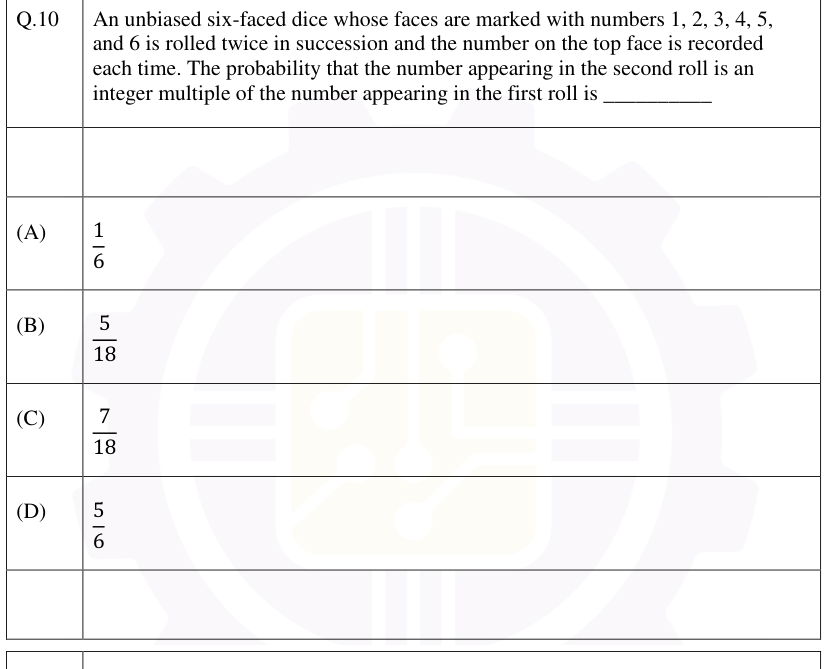 Q.10 An unbiased six-faced dice whose faces are marked with numbers 1, 2, 3, 4, 5,
and 6 is rolled twice in succession and the number on the top face is recorded
each time. The probability that the number appearing in the second roll is an
integer multiple of the number appearing in the first roll is __________
(A) 1/6
(B) 5/18
(C) 7/18
(D) 5/6